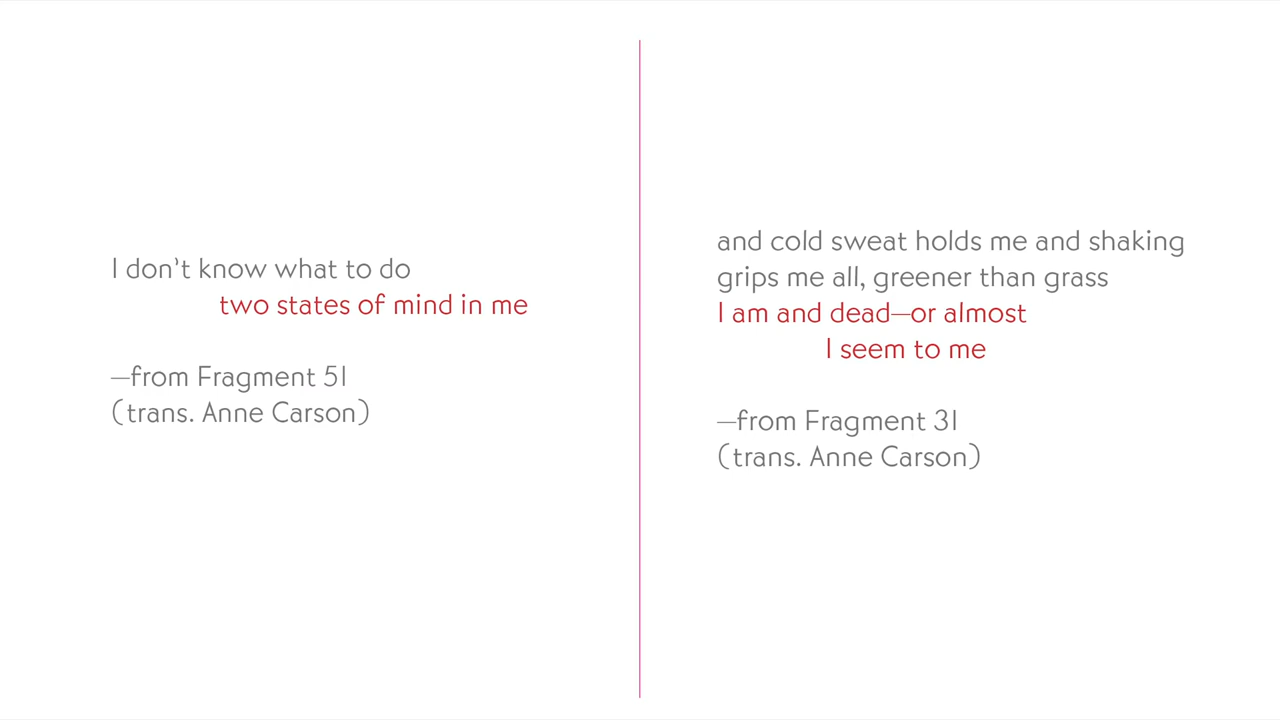 I don't know what to do
two states of mind in me
—from Fragment 51
(trans. Anne Carson)
and cold sweat holds me and shaking
grips me all, greener than grass
I am and dead—or almost
I seem to me
—from Fragment 31
(trans. Anne Carson)